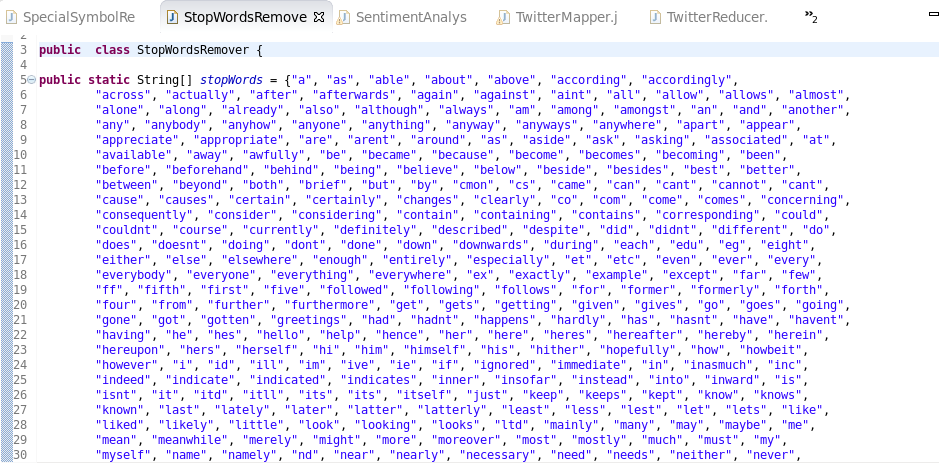 SpecialSymbolRe StopWordsRemove SentimentAnalys TwitterMapper.j TwitterReducer. »2
2
3 public  class StopWordsRemover {
4
5 public static String[] stopWords = {"a", "as", "able", "about", "above", "according", "accordingly",
6 "across", "actually", "after", "afterwards", "again", "against", "aint", "all", "allow", "allows", "almost",
7 "alone", "along", "already", "also", "although", "always", "am", "among", "amongst", "an", "and", "another",
8 "any", "anybody", "anyhow", "anyone", "anything", "anyway", "anyways", "anywhere", "apart", "appear",
9 "appreciate", "appropriate", "are", "arent", "around", "as", "aside", "ask", "asking", "associated", "at",
10 "available", "away", "awfully", "be", "became", "because", "become", "becomes", "becoming", "been",
11 "before", "beforehand", "behind", "being", "believe", "below", "beside", "besides", "best", "better",
12 "between", "beyond", "both", "brief", "but", "by", "cmon", "cs", "came", "can", "cant", "cannot", "cant",
13 "cause", "causes", "certain", "certainly", "changes", "clearly", "co", "com", "come", "comes", "concerning",
14 "consequently", "consider", "considering", "contain", "containing", "contains", "corresponding", "could",
15 "couldnt", "course", "currently", "definitely", "described", "despite", "did", "didnt", "different", "do",
16 "does", "doesnt", "doing", "dont", "done", "down", "downwards", "during", "each", "edu", "eg", "eight",
17 "either", "else", "elsewhere", "enough", "entirely", "especially", "et", "etc", "even", "ever", "every",
18 "everybody", "everyone", "everything", "everywhere", "ex", "exactly", "example", "except", "far", "few",
19 "ff", "fifth", "first", "five", "followed", "following", "follows", "for", "former", "formerly", "forth",
20 "four", "from", "further", "furthermore", "get", "gets", "getting", "given", "gives", "go", "goes", "going",
21 "gone", "got", "gotten", "greetings", "had", "hadnt", "happens", "hardly", "has", "hasnt", "have", "havent",
22 "having", "he", "hes", "hello", "help", "hence", "her", "here", "heres", "hereafter", "hereby", "herein",
23 "hereupon", "hers", "herself", "hi", "him", "himself", "his", "hither", "hopefully", "how", "howbeit",
24 "however", "i", "id", "ill", "im", "ive", "ie", "if", "ignored", "immediate", "in", "inasmuch", "inc",
25 "indeed", "indicate", "indicated", "indicates", "inner", "insofar", "instead", "into", "inward", "is",
26 "isnt", "it", "itd", "itll", "its", "its", "itself", "just", "keep", "keeps", "kept", "know", "knows",
27 "known", "last", "lately", "later", "latter", "latterly", "least", "less", "lest", "let", "lets", "like",
28 "liked", "likely", "little", "look", "looking", "looks", "ltd", "mainly", "many", "may", "maybe", "me",
29 "mean", "meanwhile", "merely", "might", "more", "moreover", "most", "mostly", "much", "must", "my",
30 "myself", "name", "namely", "nd", "near", "nearly", "necessary", "need", "needs", "neither", "never",